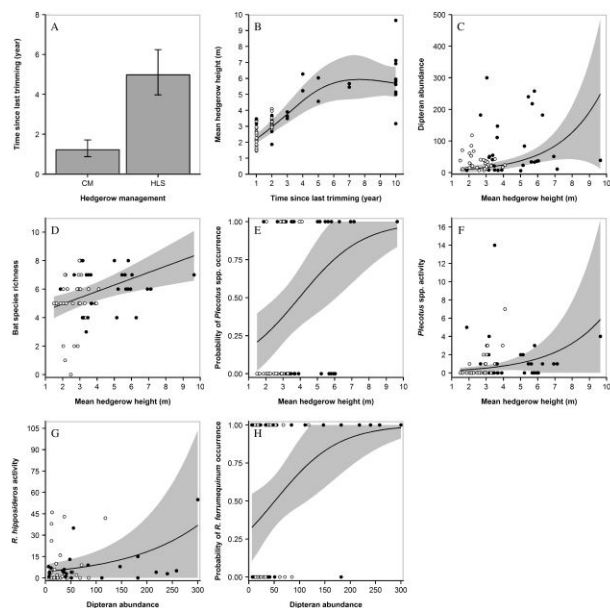 A
Time since last trimming (year)
8
6
4
2
0
CM HLS
Hedgerow management
B
Mean hedgerow height (m)
10
9
8
7
6
5
4
3
2
1
0
0 1 2 3 4 5 6 7 8 9 10
Time since last trimming (year)
C
Dipteran abundance
500
400
300
200
100
0
1 2 3 4 5 6 7 8 9 10
Mean hedgerow height (m)
D
Bat species richness
10
8
6
4
2
0
1 2 3 4 5 6 7 8 9 10
Mean hedgerow height (m)
E
Probability of Plecotus spp. occurrence
1.00
0.75
0.50
0.25
0.00
1 2 3 4 5 6 7 8 9 10
Mean hedgerow height (m)
F
Plecotus spp. activity
18
16
14
12
10
8
6
4
2
0
1 2 3 4 5 6 7 8 9 10
Mean hedgerow height (m)
G
R. hipposideros activity
105
90
75
60
45
30
15
0
0 50 100 150 200 250 300
Dipteran abundance
H
Probability of R. ferrumequinum occurrence
1.00
0.75
0.50
0.25
0.00
0 50 100 150 200 250 300
Dipteran abundance